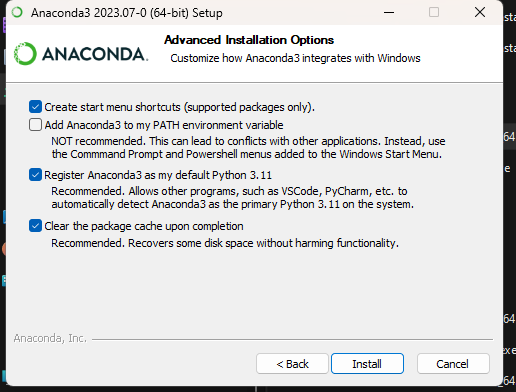 Anaconda3 2023.07-0 (64-bit) Setup
ANACONDA.
Advanced Installation Options
Customize how Anaconda3 integrates with Windows
Create start menu shortcuts (supported packages only).
Add Anaconda3 to my PATH environment variable
NOT recommended. This can lead to conflicts with other applications. Instead, use
the Commmand Prompt and Powershell menus added to the Windows Start Menu.
Register Anaconda3 as my default Python 3.11
Recommended. Allows other programs, such as VSCode, PyCharm, etc. to
automatically detect Anaconda3 as the primary Python 3.11 on the system.
Clear the package cache upon completion
Recommended. Recovers some disk space without harming functionality.
Anaconda, Inc.
< Back
Install
Cancel